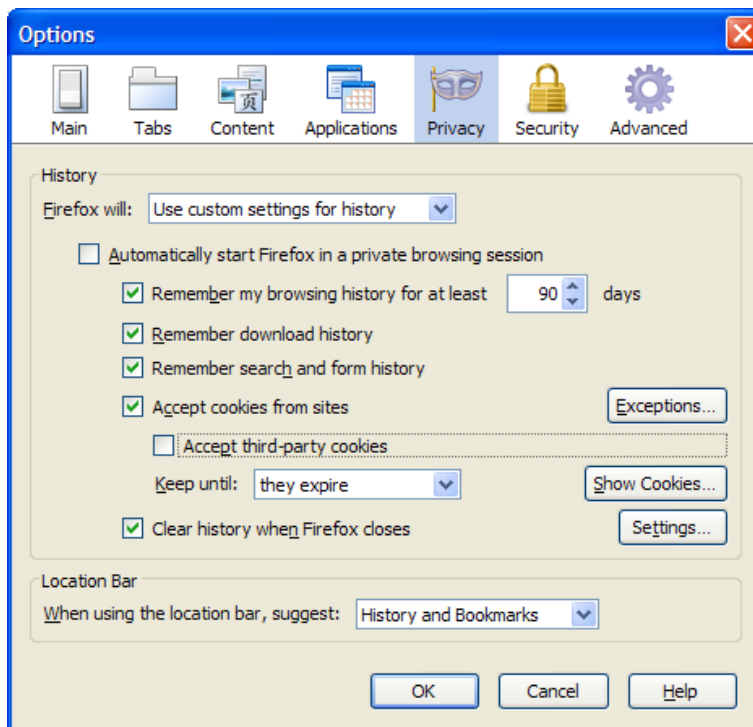 Options
Main Tabs Content Applications Privacy Security Advanced
页
History
Firefox will: Use custom settings for history
Automatically start Firefox in a private browsing session
Remember my browsing history for at least 90 days
Remember download history
Remember search and form history
Accept cookies from sites Exceptions...
Accept third-party cookies
Keep until: they expire Show Cookies...
Clear history when Firefox closes Settings...
Location Bar
When using the location bar, suggest: History and Bookmarks
OK Cancel Help